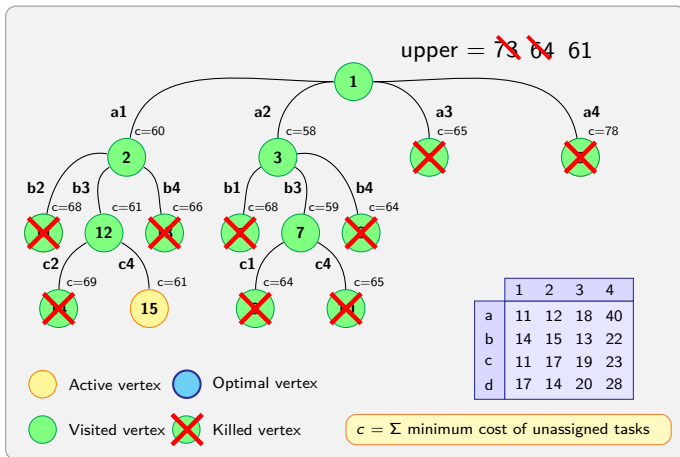 upper = 73 64 61
1
a1 a2 a3 a4
c=60 c=58 c=65 c=78
2 3
b2 b3 b4 b1 b3 b4
c=68 c=61 c=66 c=68 c=59 c=64
12 7
c2 c4 c1 c4
c=69 c=61 c=64 c=65
15
1 2 3 4
a 11 12 18 40
b 14 15 13 22
c 11 17 19 23
d 17 14 20 28
Active vertex Optimal vertex
Visited vertex Killed vertex
c = Σ minimum cost of unassigned tasks